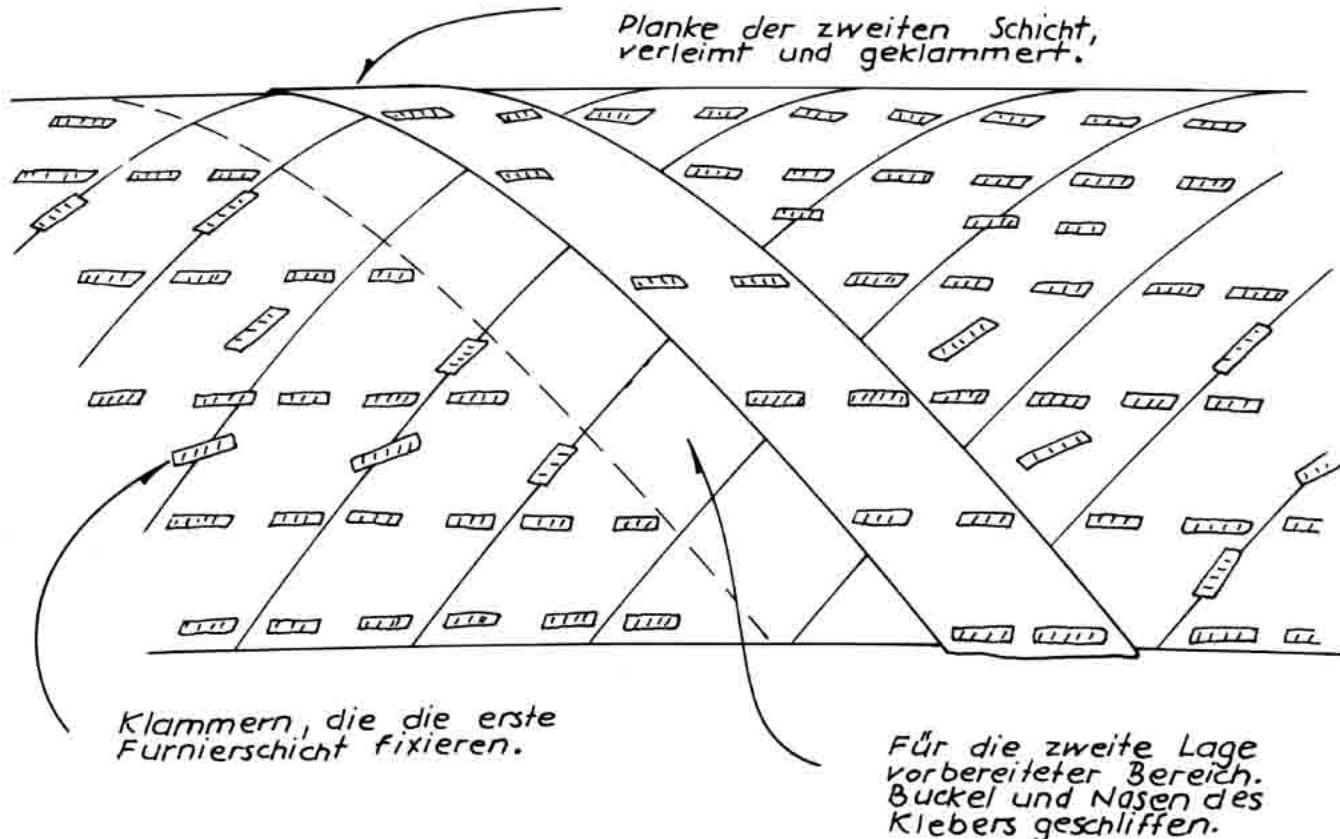 Planke der zweiten Schicht,
verleimt und geklammert.
Klammern, die die erste
Furnierschicht fixieren.
Für die zweite Lage
vorbereiteter Bereich.
Buckel und Nasen des
Klebers geschliffen.